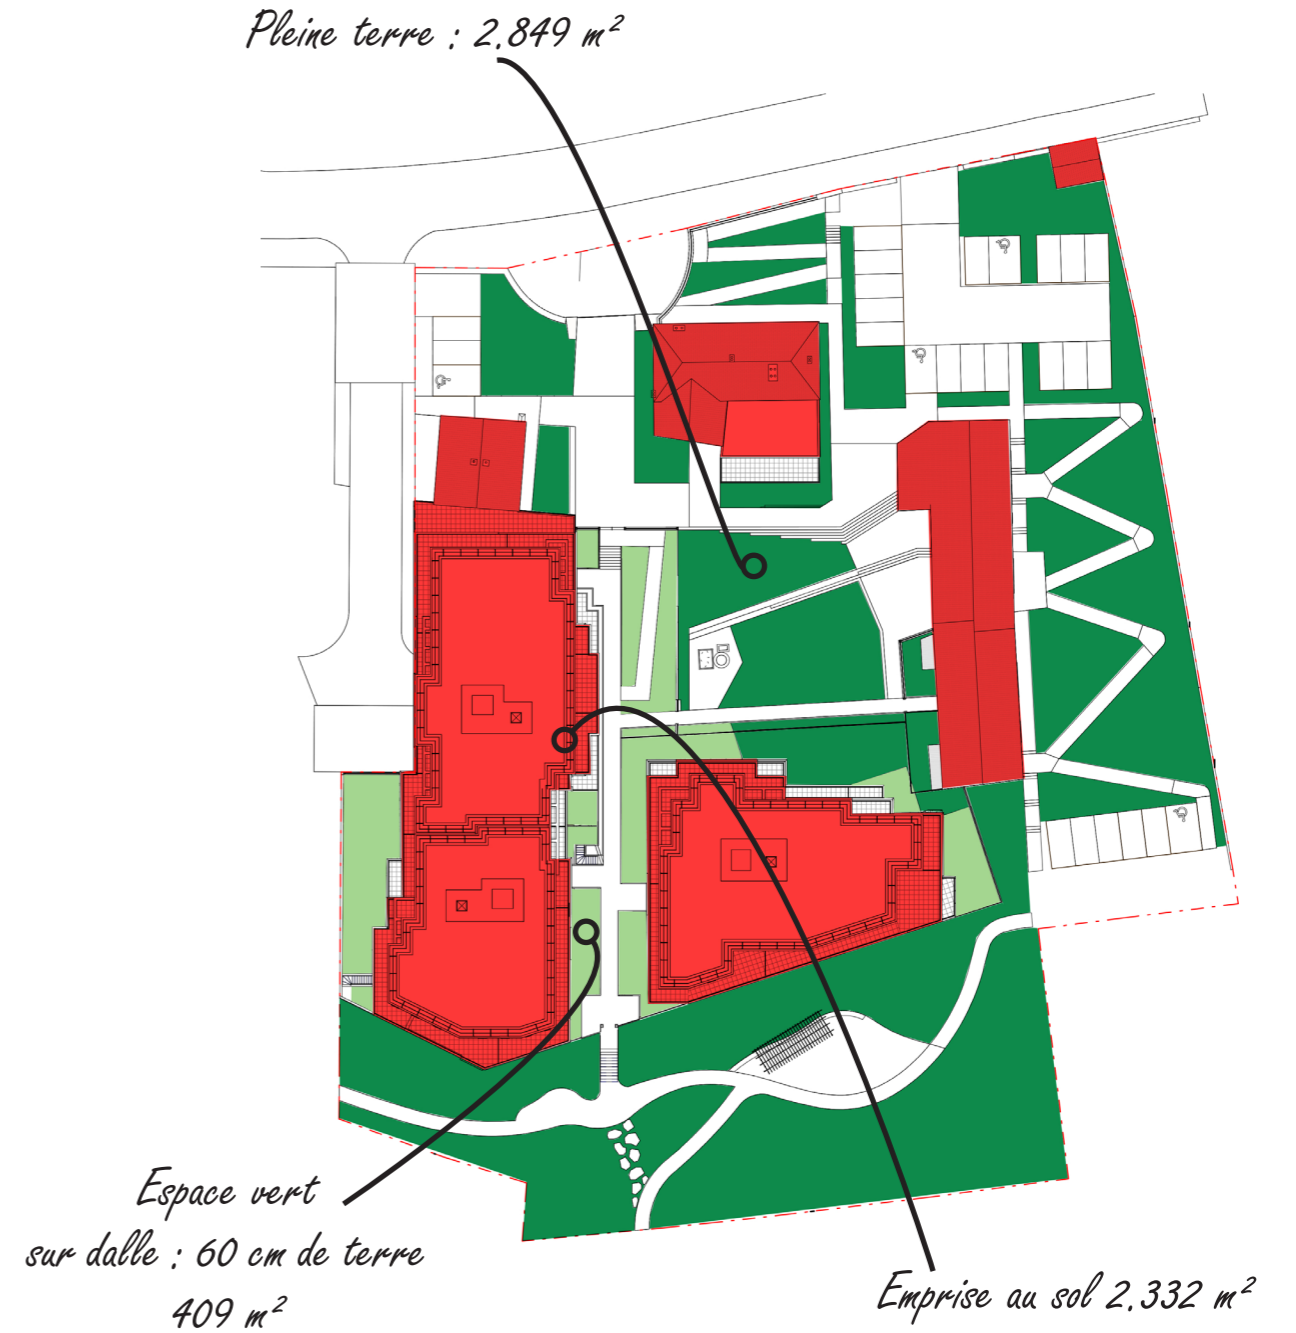 Pleine terre : 2.849 m²
Espace vert
sur dalle : 60 cm de terre
409 m²
Emprise au sol 2.332 m²